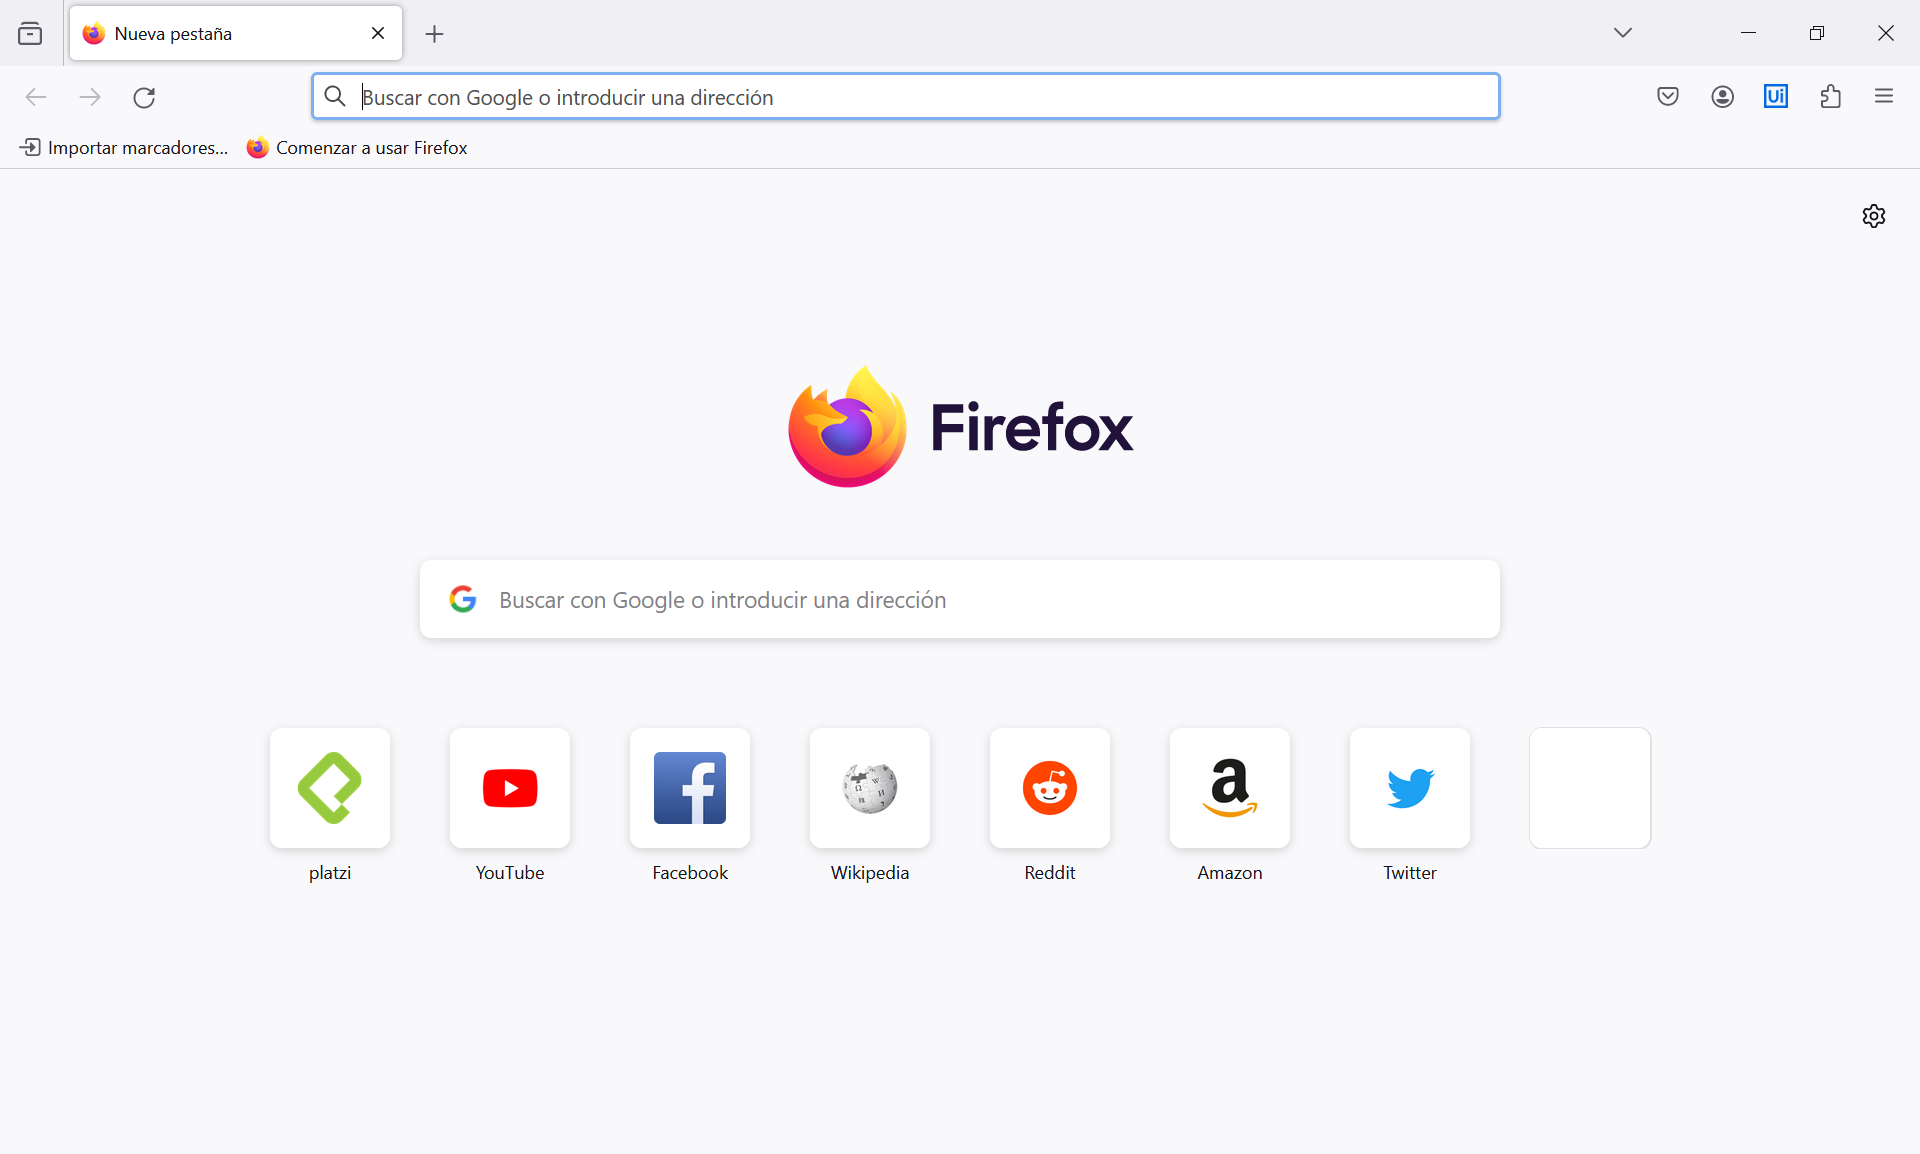 Nueva pestaña
Buscar con Google o introducir una dirección
Ui
Importar marcadores...
Comenzar a usar Firefox
Firefox
Buscar con Google o introducir una dirección
platzi
YouTube
Facebook
Wikipedia
Reddit
Amazon
Twitter